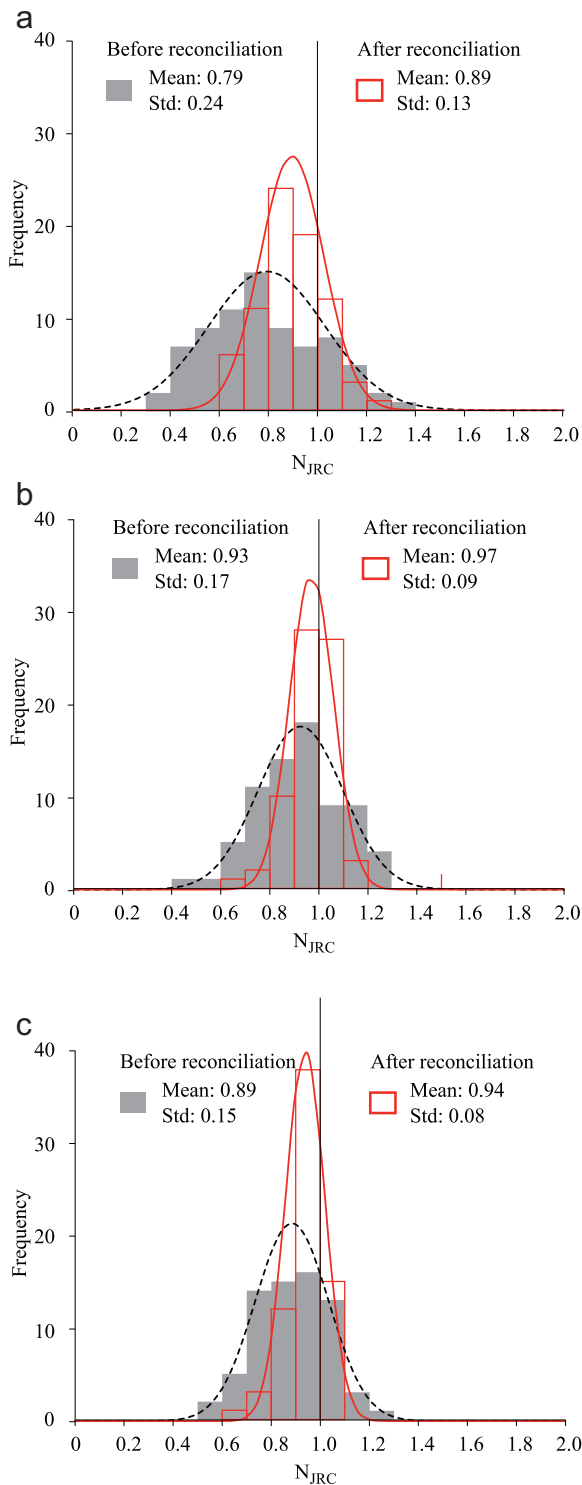 a
40
Before reconciliation
Mean: 0.79
Std: 0.24
After reconciliation
Mean: 0.89
Std: 0.13
30
20
10
0
Frequency
0 0.2 0.4 0.6 0.8 1.0 1.2 1.4 1.6 1.8 2.0
N_JRC
b
40
Before reconciliation
Mean: 0.93
Std: 0.17
After reconciliation
Mean: 0.97
Std: 0.09
30
20
10
0
Frequency
0 0.2 0.4 0.6 0.8 1.0 1.2 1.4 1.6 1.8 2.0
N_JRC
c
40
Before reconciliation
Mean: 0.89
Std: 0.15
After reconciliation
Mean: 0.94
Std: 0.08
30
20
10
0
Frequency
0 0.2 0.4 0.6 0.8 1.0 1.2 1.4 1.6 1.8 2.0
N_JRC